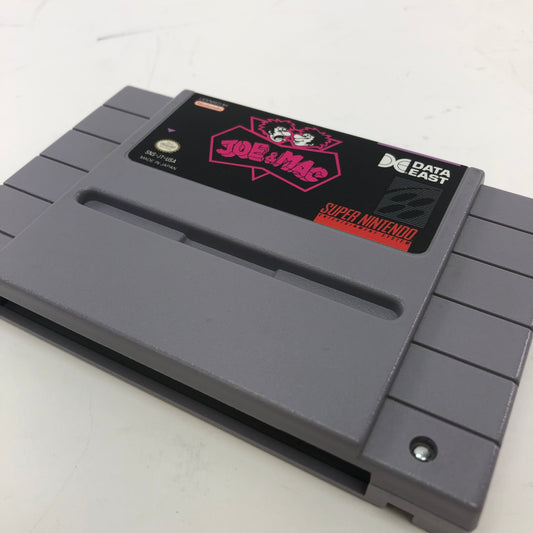 SNS-JT-USA
MADE IN JAPAN
JOE & MAC
DATA
EAST
SUPER NINTENDO